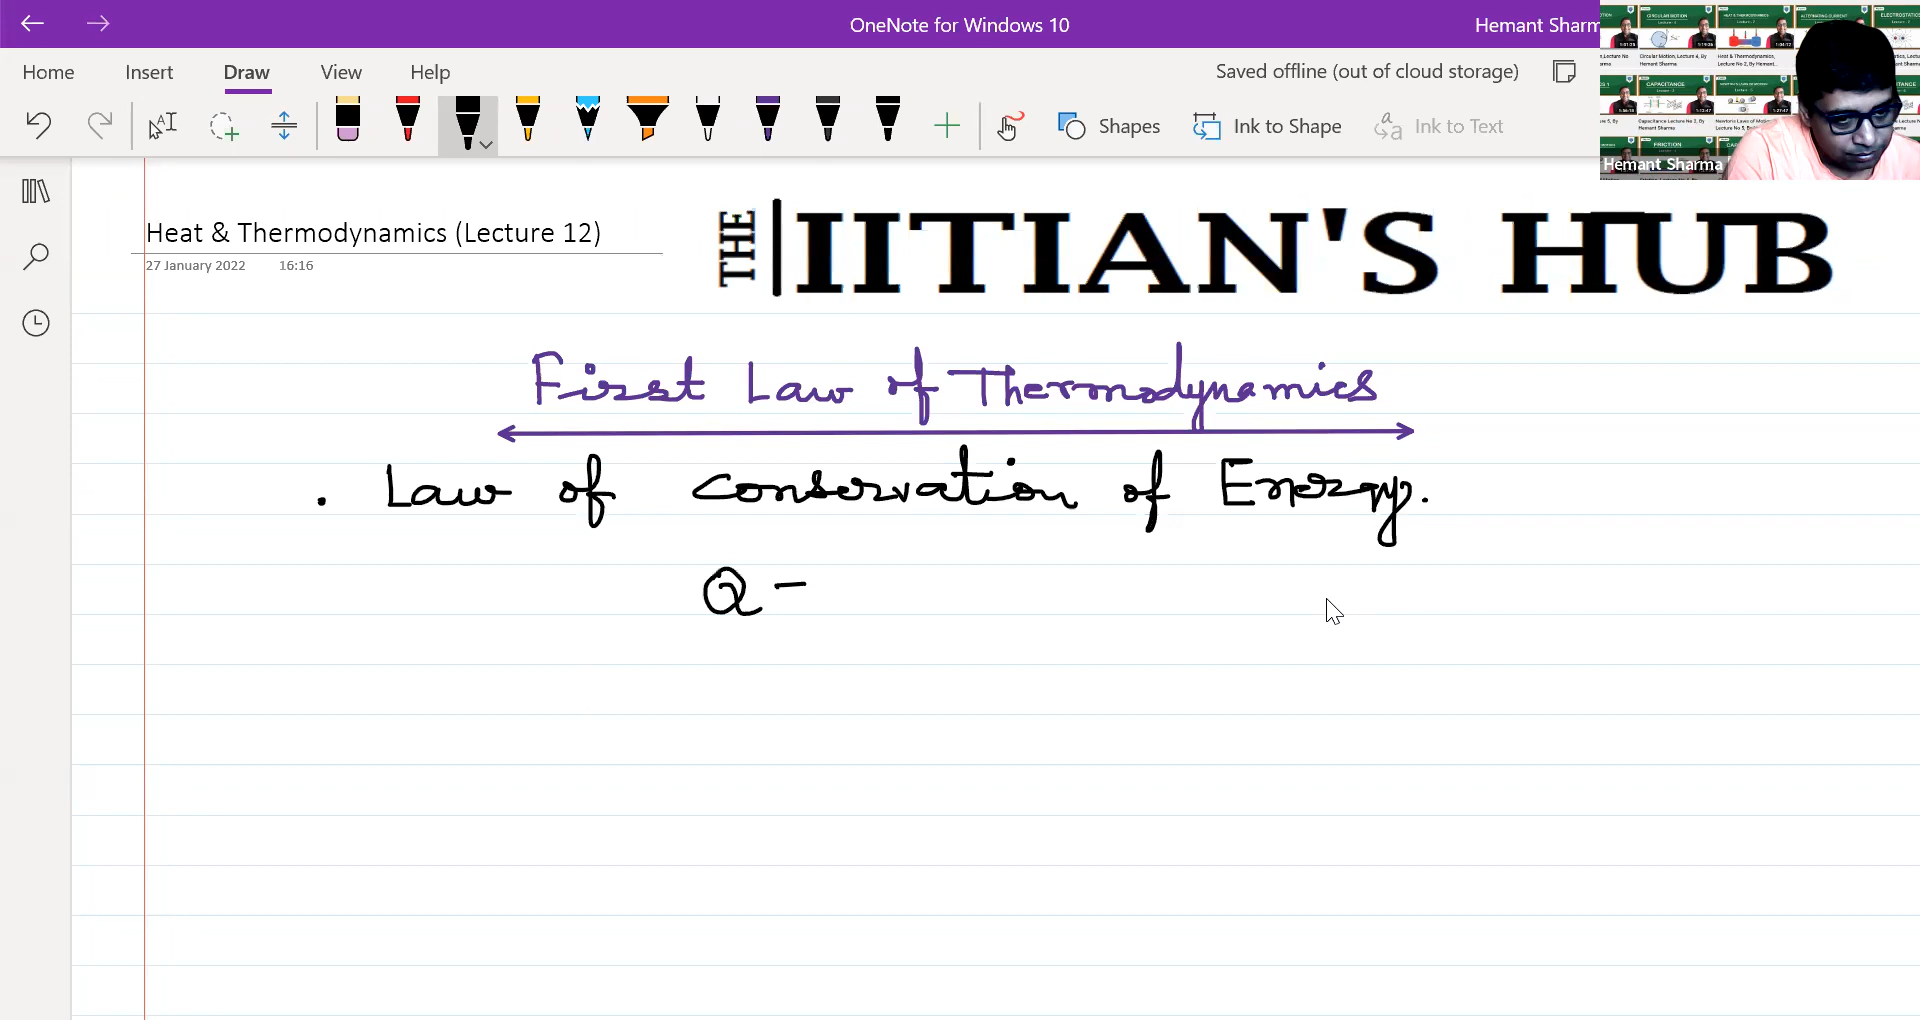 OneNote for Windows 10
Hemant Sharm
Home Insert Draw View Help
Saved offline (out of cloud storage)
Shapes
Ink to Shape
Ink to Text
Hemant Sharma
Heat & Thermodynamics (Lecture 12)
27 January 2022 16:16
THE IITIAN'S HUB
First Law of Thermodynamics
. Law of conservation of Energy.
Q -